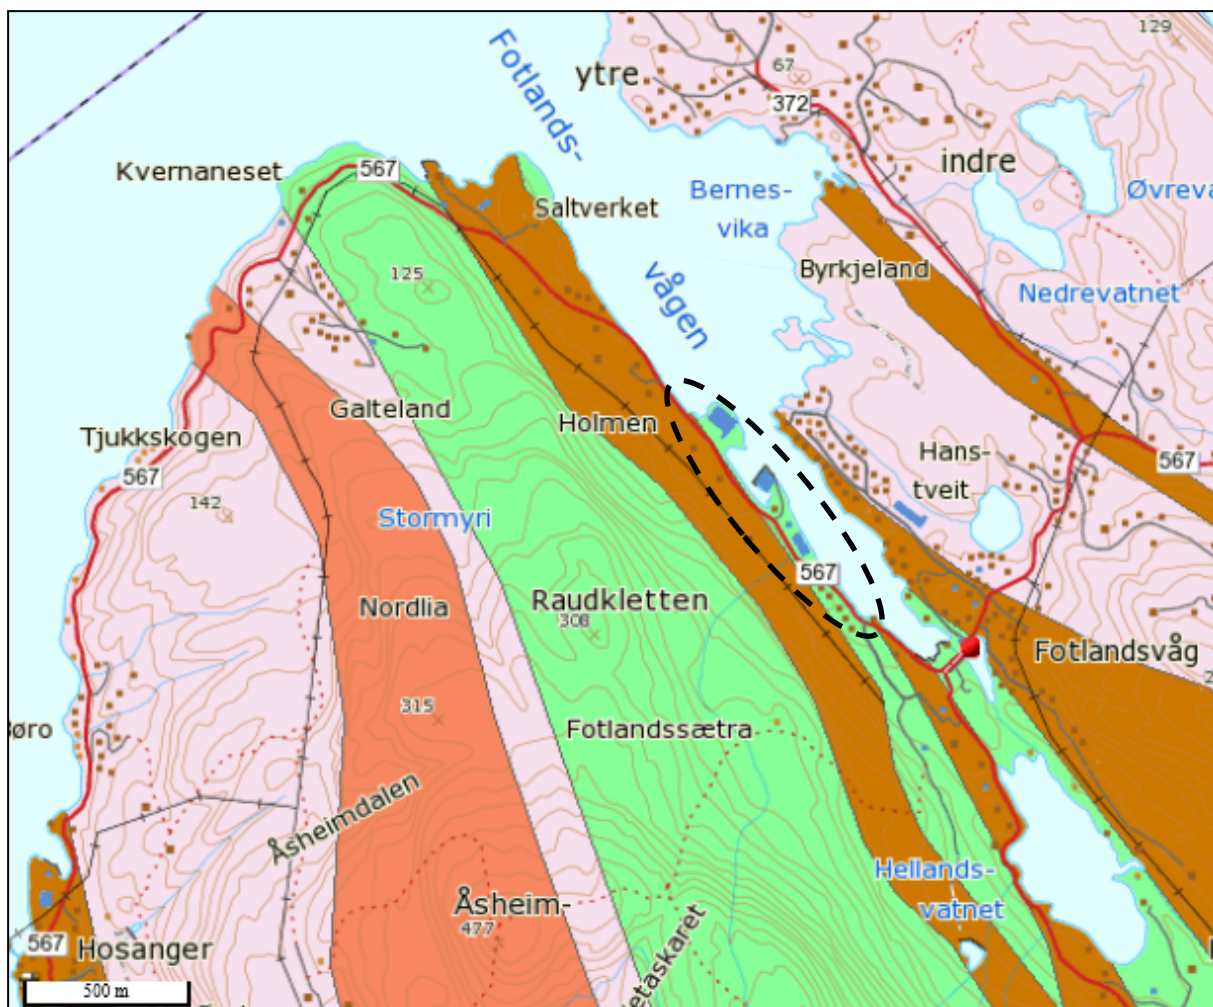 129
Fotlands-
ytre
67
372
Kvernaneset
567
indre
Øvreva
Bernes-
vika
Saltverket
Byrkjeland
125
Nedrevatnet
vågen
Galteland
Holmen
Tjukkskogen
567
Hans-
tveit
567
142
Stormyri
Nordlia
Raudkletten
308
567
Fotlandsvåg
2
315
Fotlandssætra
øro
Åsheimdalen
Hellands-
vatnet
Åsheim-
477
etaskaret
567
Hosanger
500 m